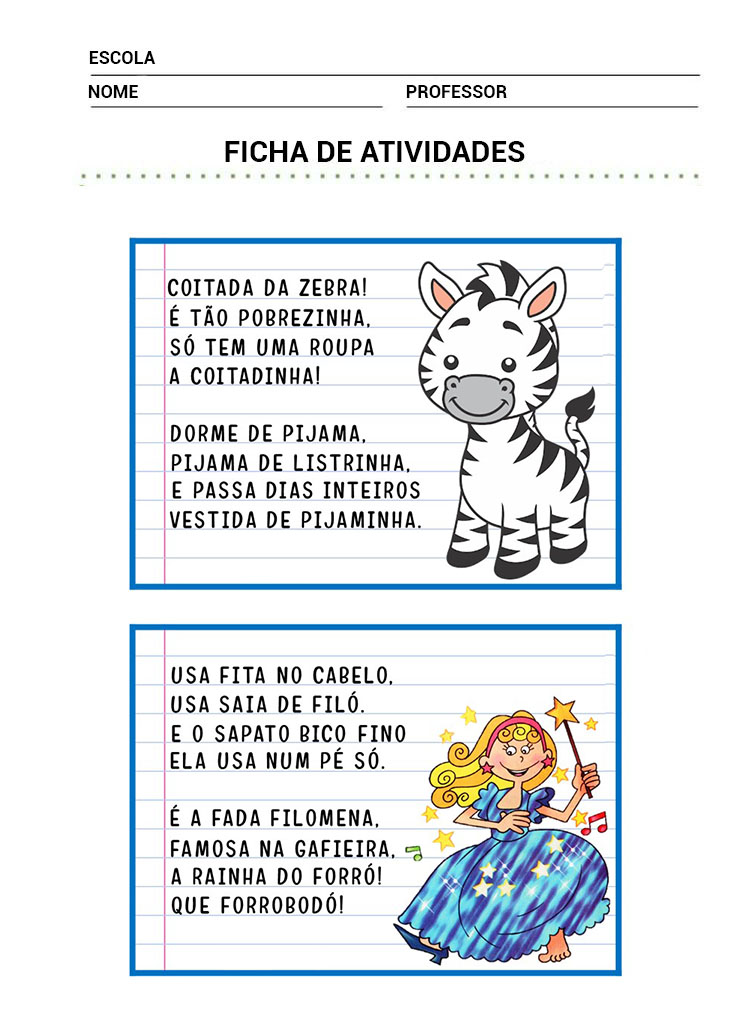 ESCOLA
NOME PROFESSOR
FICHA DE ATIVIDADES
COITADA DA ZEBRA!
É TÃO POBREZINHA,
SÓ TEM UMA ROUPA
A COITADINHA!
DORME DE PIJAMA,
PIJAMA DE LISTRINHA,
E PASSA DIAS INTEIROS
VESTIDA DE PIJAMINHA.
USA FITA NO CABELO,
USA SAIA DE FILÓ.
E O SAPATO BICO FINO
ELA USA NUM PÉ SÓ.
É A FADA FILOMENA,
FAMOSA NA GAFIEIRA,
A RAINHA DO FORRÓ!
QUE FORROBODÓ!